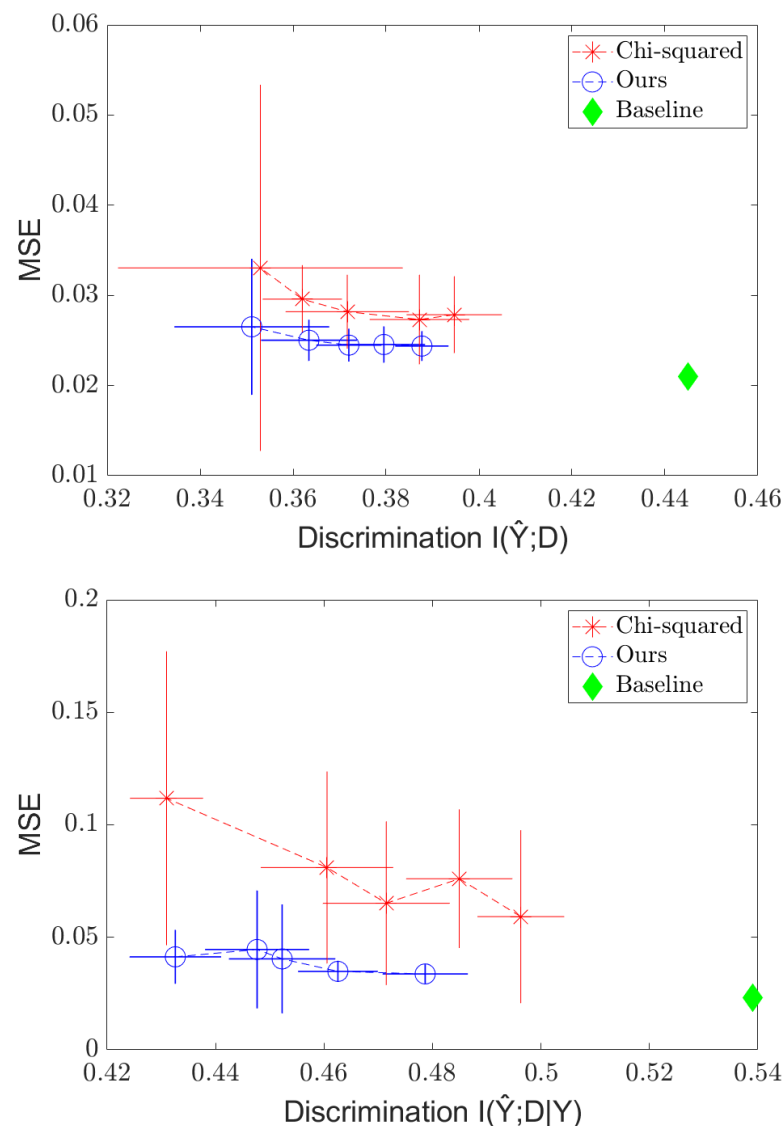 0.06
0.05
0.04
0.03
0.02
0.01
MSE
Chi-squared
Ours
Baseline
0.32 0.34 0.36 0.38 0.4 0.42 0.44 0.46
Discrimination I(Ŷ;D)
0.2
0.15
0.1
0.05
0
MSE
Chi-squared
Ours
Baseline
0.42 0.44 0.46 0.48 0.5 0.52 0.54
Discrimination I(Ŷ;D|Y)